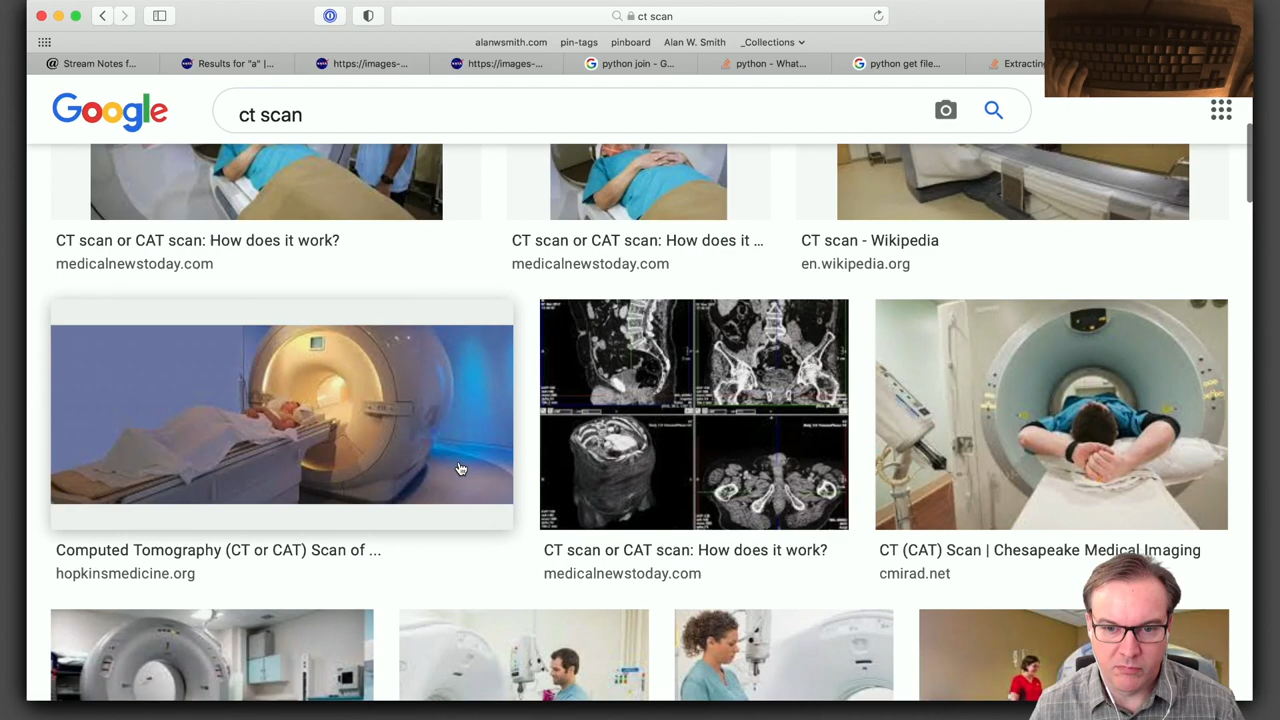 ct scan
alanwsmith.com pin-tags pinboard Alan W. Smith _Collections
Stream Notes f... Results for "a" |... https://images-... https://images-... python join - G... python - What... python get file... Extracting
Google ct scan
CT scan or CAT scan: How does it work? CT scan or CAT scan: How does it ... CT scan - Wikipedia
medicalnewstoday.com medicalnewstoday.com en.wikipedia.org
Computed Tomography (CT or CAT) Scan of ... CT scan or CAT scan: How does it work? CT (CAT) Scan | Chesapeake Medical Imaging
hopkinsmedicine.org medicalnewstoday.com cmirad.net